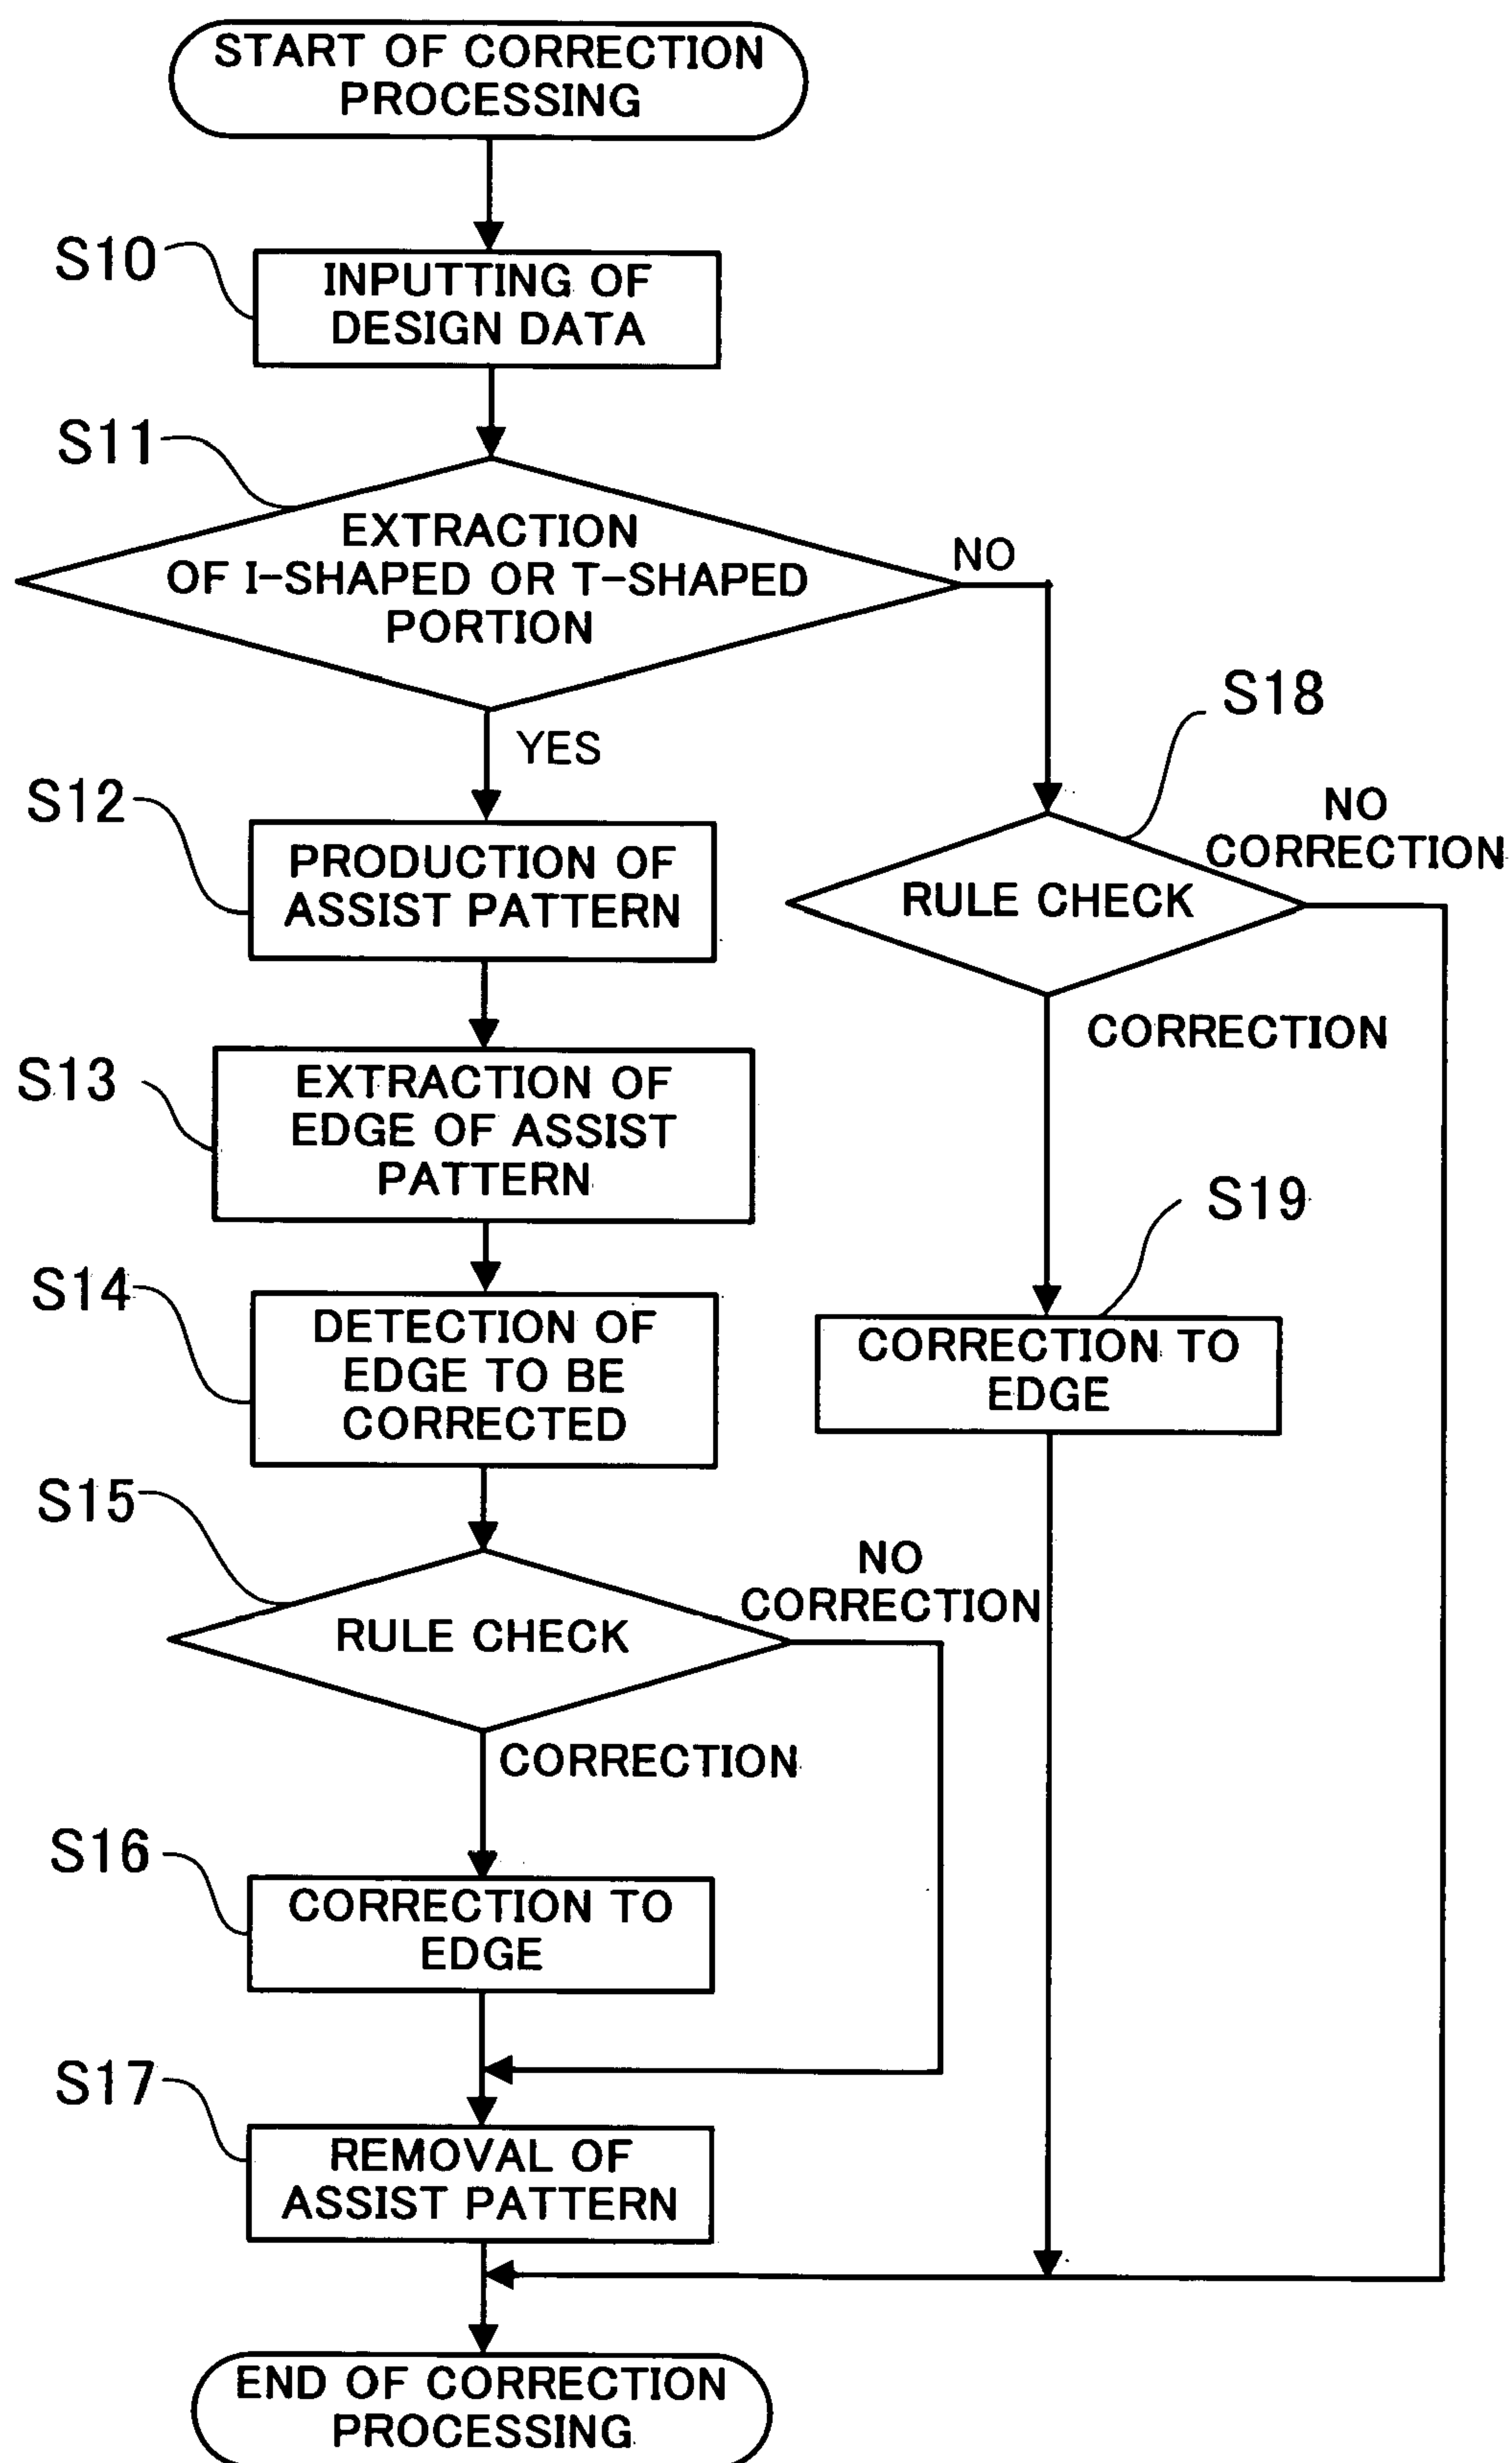 START OF CORRECTION
PROCESSING
S10
INPUTTING OF
DESIGN DATA
S11
EXTRACTION
OF I-SHAPED OR T-SHAPED
PORTION
NO
YES
S18
RULE CHECK
NO
CORRECTION
CORRECTION
S12
PRODUCTION OF
ASSIST PATTERN
S13
EXTRACTION OF
EDGE OF ASSIST
PATTERN
S19
CORRECTION TO
EDGE
S14
DETECTION OF
EDGE TO BE
CORRECTED
S15
RULE CHECK
NO
CORRECTION
CORRECTION
S16
CORRECTION TO
EDGE
S17
REMOVAL OF
ASSIST PATTERN
END OF CORRECTION
PROCESSING